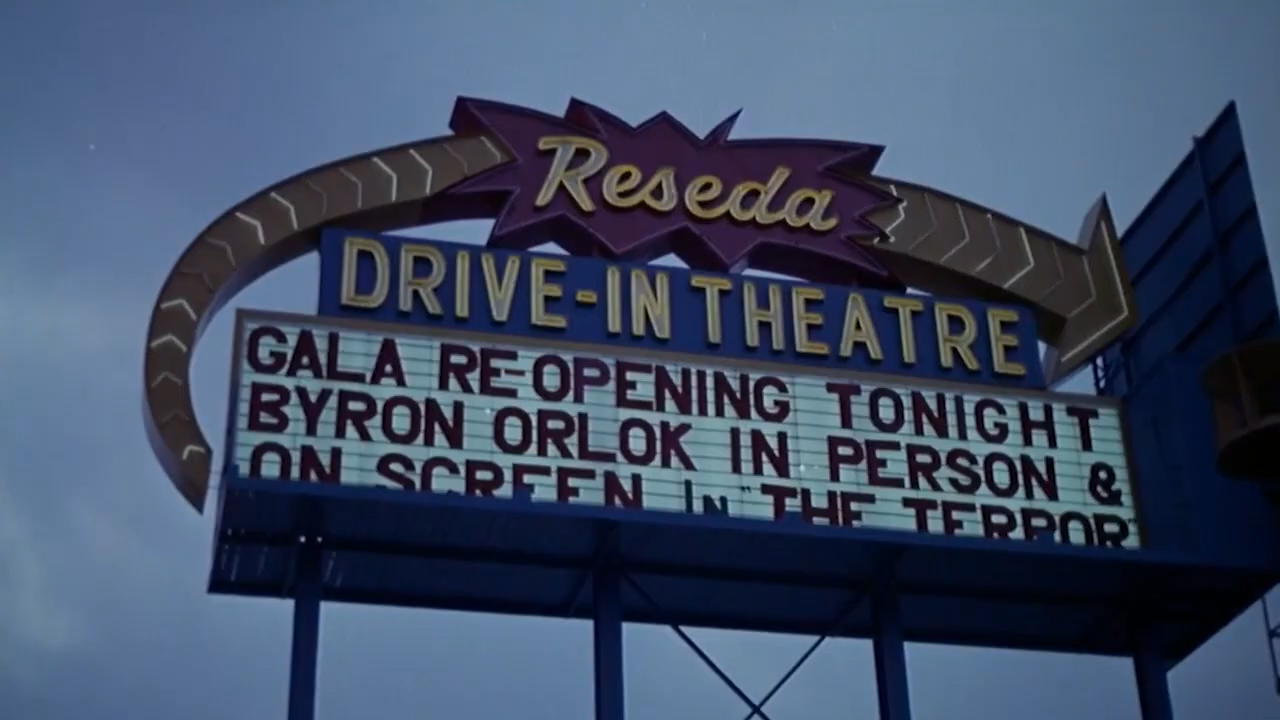 Reseda
DRIVE-IN THEATRE
GALA RE-OPENING TONIGHT
BYRON ORLOK IN PERSON &
ON SCREEN In "THE TERROR"